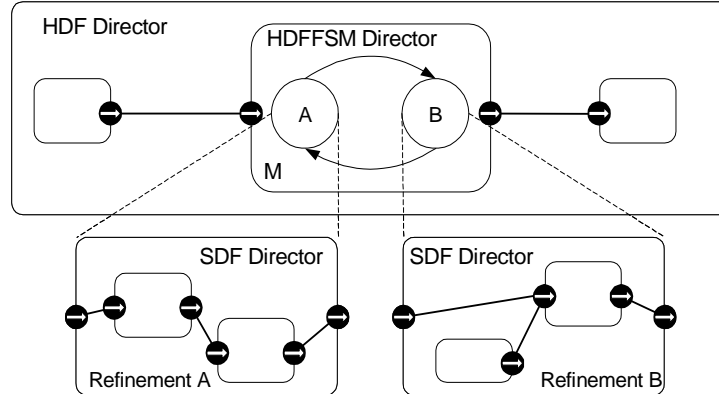 HDF Director
HDFFSM Director
A
B
M
SDF Director
SDF Director
Refinement A
Refinement B